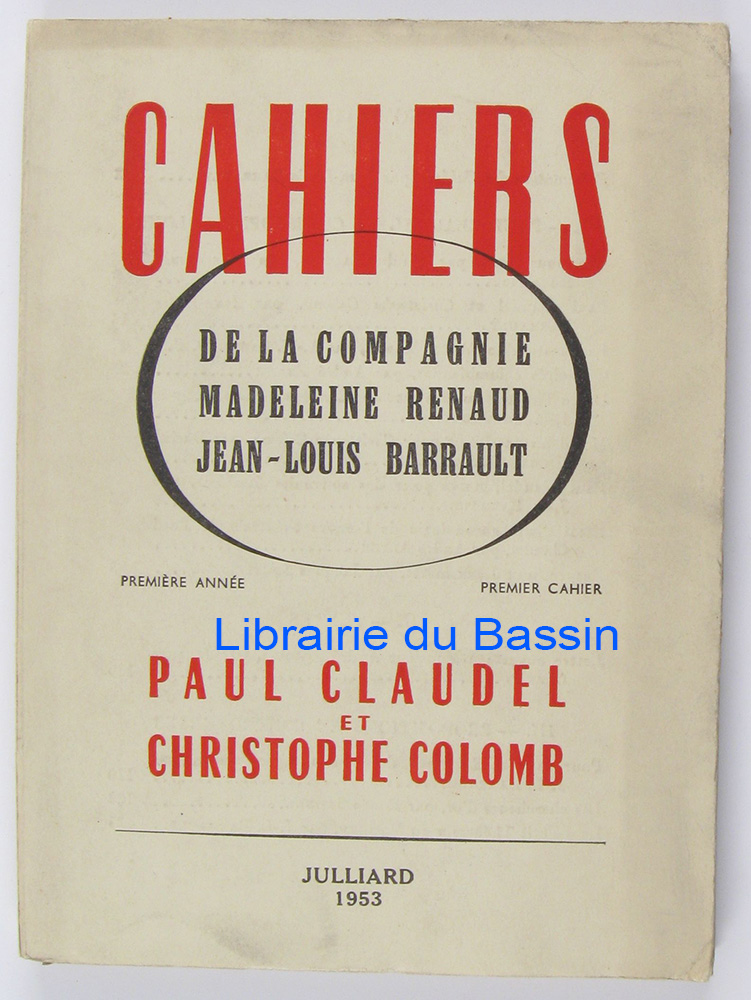 CAHIERS
DE LA COMPAGNIE
MADELEINE RENAUD
JEAN-LOUIS BARRAULT
PREMIÈRE ANNÉE
PREMIER CAHIER
Librairie du Bassin
PAUL CLAUDEL
ET
CHRISTOPHE COLOMB
JULLIARD
1953